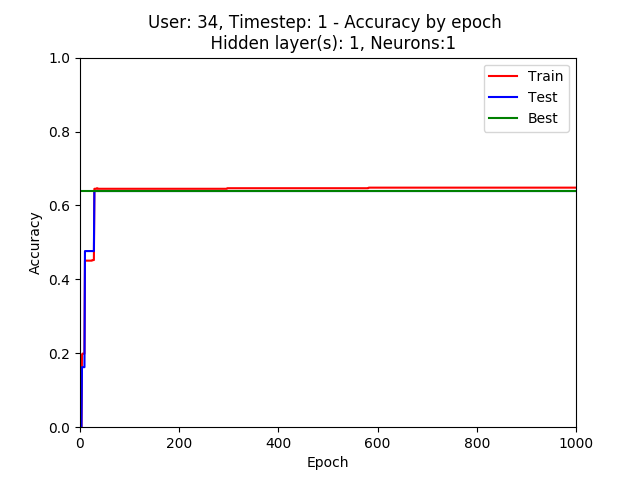 User: 34, Timestep: 1 - Accuracy by epoch
Hidden layer(s): 1, Neurons:1
Train
Test
Best
1.0
0.8
0.6
0.4
0.2
0.0
Accuracy
0 200 400 600 800 1000
Epoch